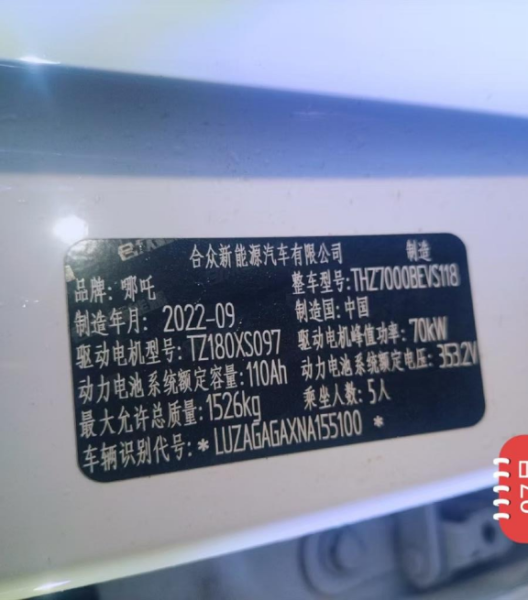 合众新能源汽车有限公司 制造
品牌: 哪吒 整车型号:THZ7000BEVS118
制造年月: 2022-09 制造国: 中国
驱动电机型号: TZ180XS097 驱动电机峰值功率: 70kW
动力电池系统额定容量: 110Ah 动力电池系统额定电压: 353.2V
最大允许总质量: 1526kg 乘坐人数: 5人
车辆识别代号: *LUZAGAGAXNA155100 *